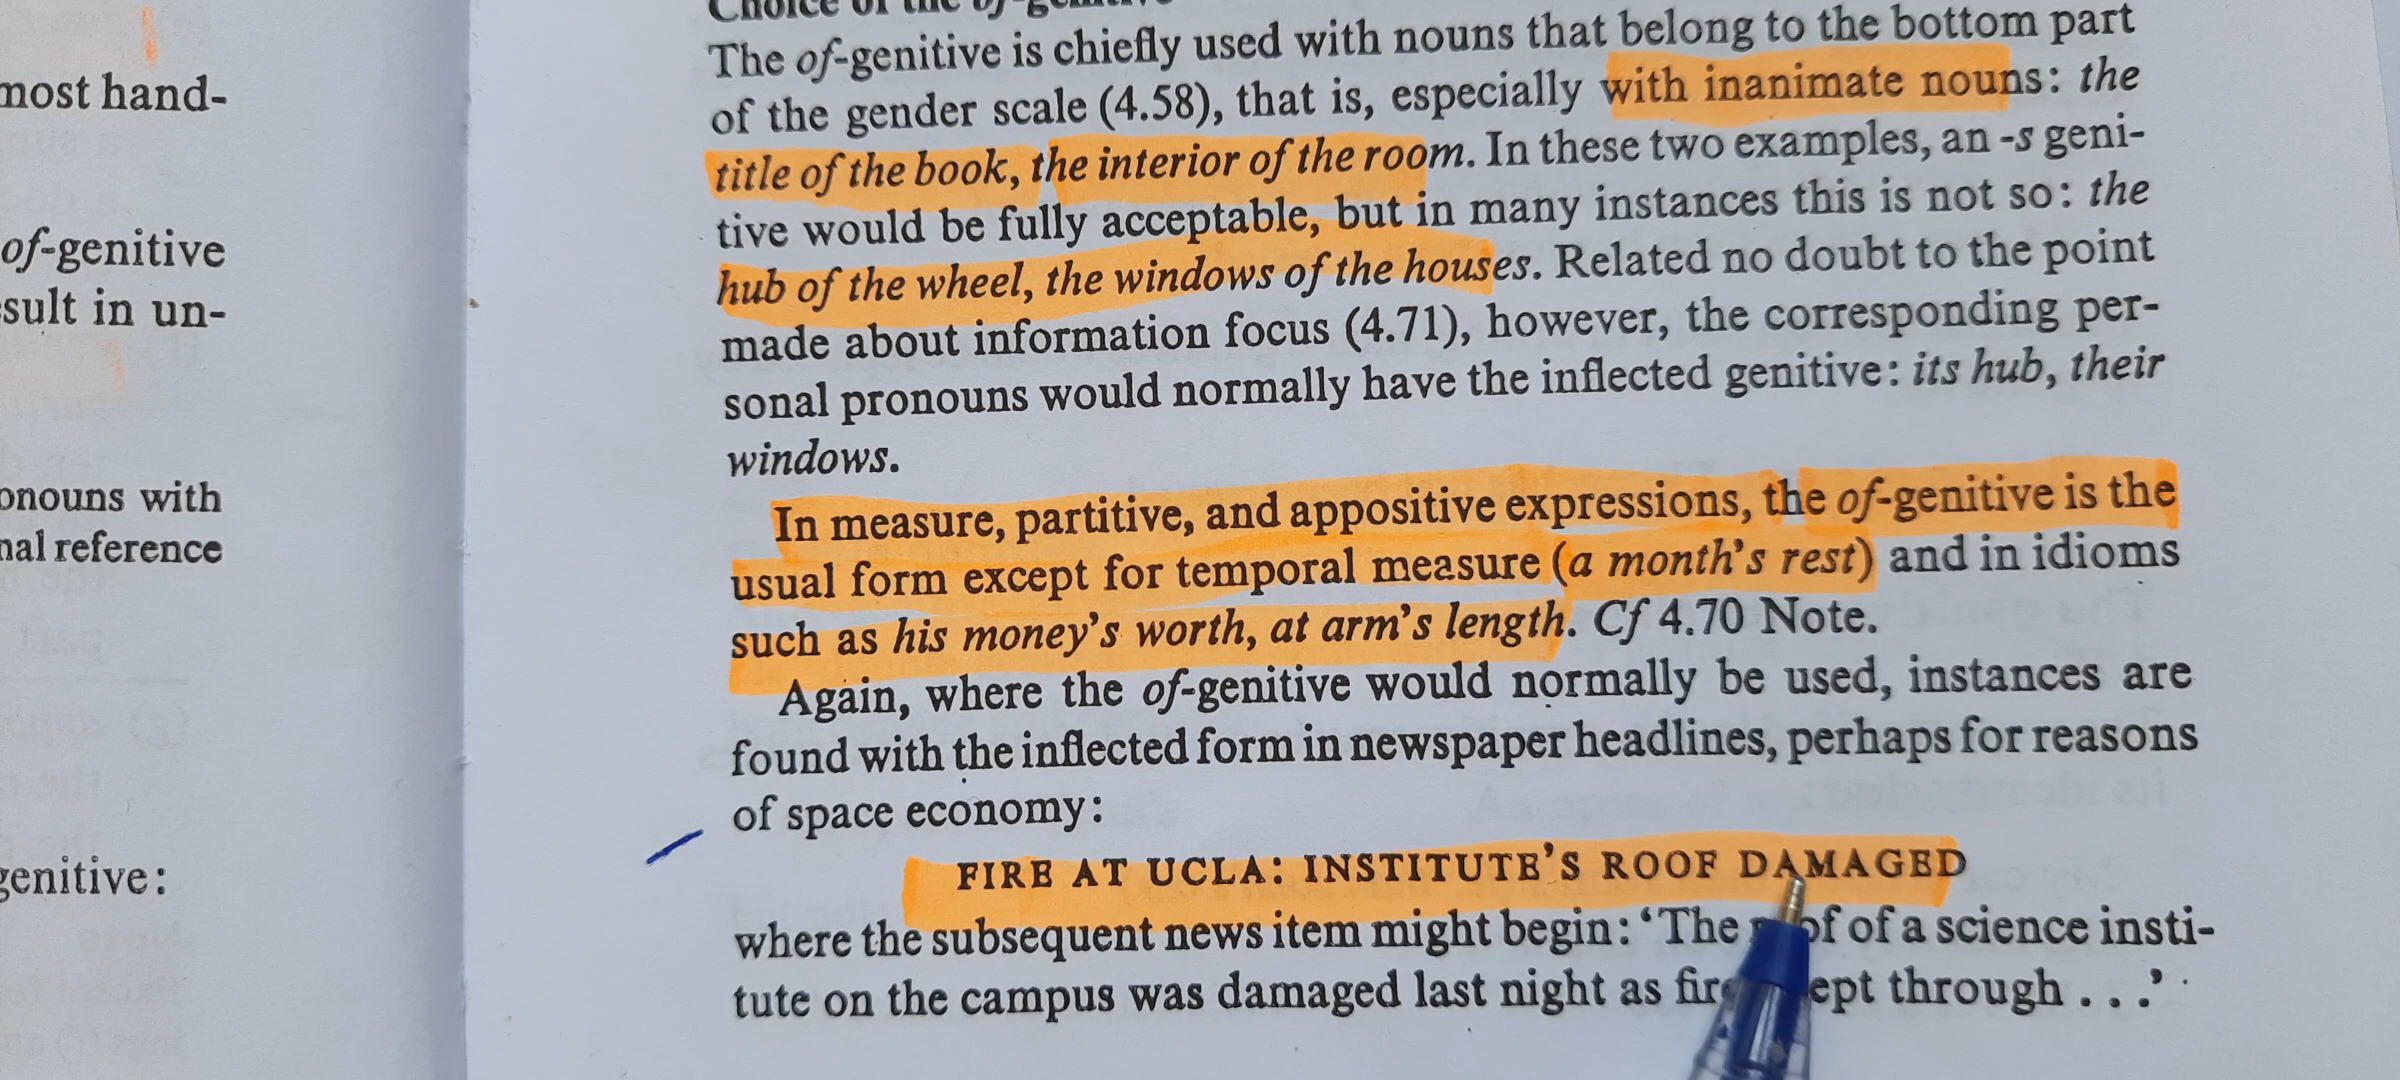 most hand-
of-genitive
sult in un-
onouns with
nal reference
genitive:
Choice of the of-genitive
The of-genitive is chiefly used with nouns that belong to the bottom part
of the gender scale (4.58), that is, especially with inanimate nouns: the
title of the book, the interior of the room. In these two examples, an -s geni-
tive would be fully acceptable, but in many instances this is not so: the
hub of the wheel, the windows of the houses. Related no doubt to the point
made about information focus (4.71), however, the corresponding per-
sonal pronouns would normally have the inflected genitive: its hub, their
windows.
In measure, partitive, and appositive expressions, the of-genitive is the
usual form except for temporal measure (a month's rest) and in idioms
such as his money's worth, at arm's length. Cf 4.70 Note.
Again, where the of-genitive would normally be used, instances are
found with the inflected form in newspaper headlines, perhaps for reasons
of space economy:
FIRE AT UCLA: INSTITUTE'S ROOF DAMAGED
where the subsequent news item might begin: ‘The of of a science insti-
tute on the campus was damaged last night as fir ept through . . .’